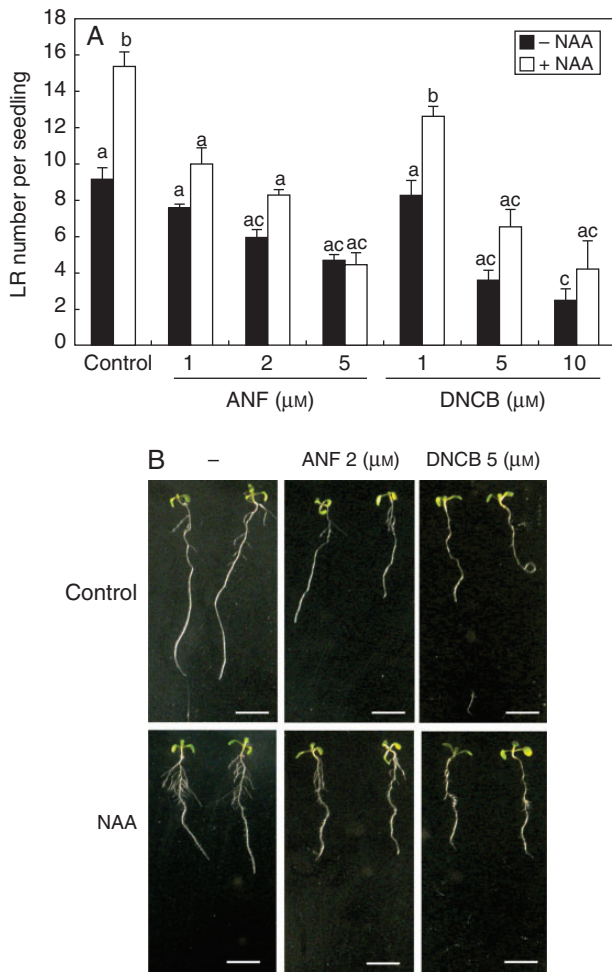 A
– NAA
+ NAA
LR number per seedling
18
16
14
12
10
8
6
4
2
0
a b a a ac a ac ac a b ac ac c ac
Control 1 2 5 1 5 10
ANF (µM) DNCB (µM)
B – ANF 2 (µM) DNCB 5 (µM)
Control
NAA